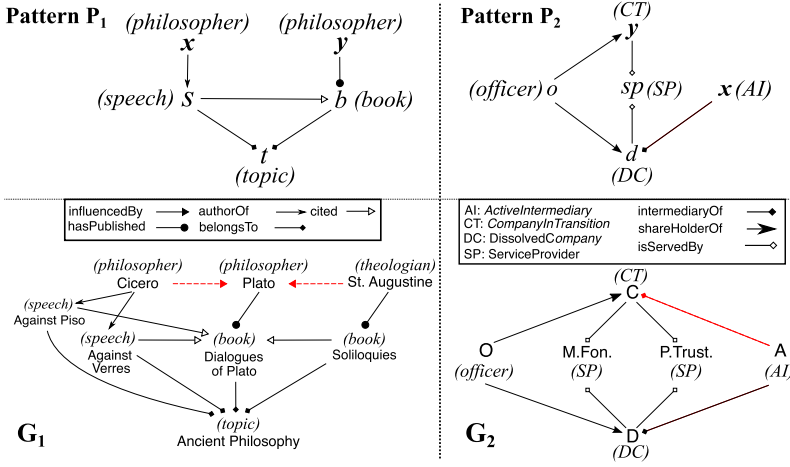 Pattern P1
(philosopher) (philosopher)
x y
(speech) s b (book)
t
(topic)
Pattern P2
(CT)
y
(officer) o sp (SP) x (AI)
d
(DC)
influencedBy authorOf cited
hasPublished belongsTo
(philosopher) (philosopher) (theologian)
Cicero Plato St. Augustine
(speech)
Against Piso
(speech) (book) (book)
Against Dialogues Soliloquies
Verres of Plato
(topic)
Ancient Philosophy
G1
AI: ActiveIntermediary intermediaryOf
CT: CompanyInTransition shareHolderOf
DC: DissolvedCompany isServedBy
SP: ServiceProvider
(CT)
C
O M.Fon. P.Trust. A
(officer) (SP) (SP) (AI)
D
(DC)
G2